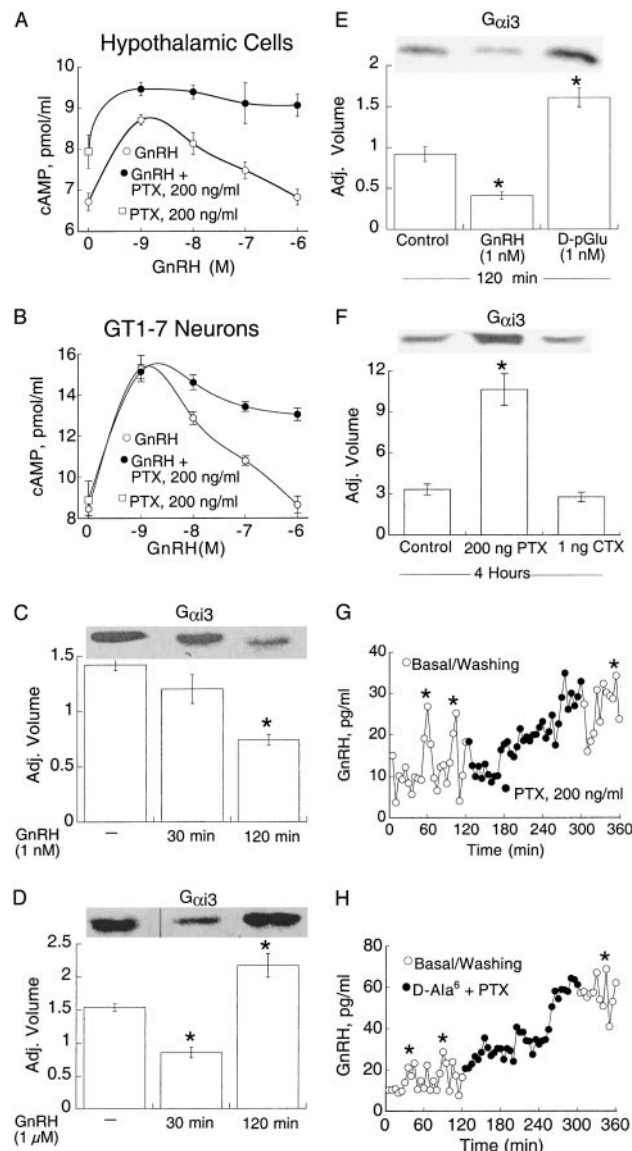 A
Hypothalamic Cells
10
9
8
7
6
cAMP, pmol/ml
GnRH
GnRH +
PTX, 200 ng/ml
PTX, 200 ng/ml
0 -9 -8 -7 -6
GnRH (M)
B
GT1-7 Neurons
16
14
12
10
8
cAMP, pmol/ml
GnRH
GnRH +
PTX, 200 ng/ml
PTX, 200 ng/ml
0 -9 -8 -7 -6
GnRH(M)
C
Gαi3
1.5
1
0.5
0
Adj. Volume
*
GnRH
(1 nM)
– 30 min 120 min
D
Gαi3
2.5
2
1.5
1
0.5
0
Adj. Volume
*
*
GnRH
(1 µM)
– 30 min 120 min
E
Gαi3
2
1.5
1
0.5
0
Adj. Volume
*
*
Control GnRH D-pGlu
(1 nM) (1 nM)
120 min
F
Gαi3
12
9
6
3
0
Adj. Volume
*
Control 200 ng PTX 1 ng CTX
4 Hours
G
40
30
20
10
0
GnRH, pg/ml
Basal/Washing
* * *
PTX, 200 ng/ml
0 60 120 180 240 300 360
Time (min)
H
80
60
40
20
0
GnRH, pg/ml
Basal/Washing
D-Ala⁶ + PTX
* * *
0 60 120 180 240 300 360
Time (min)